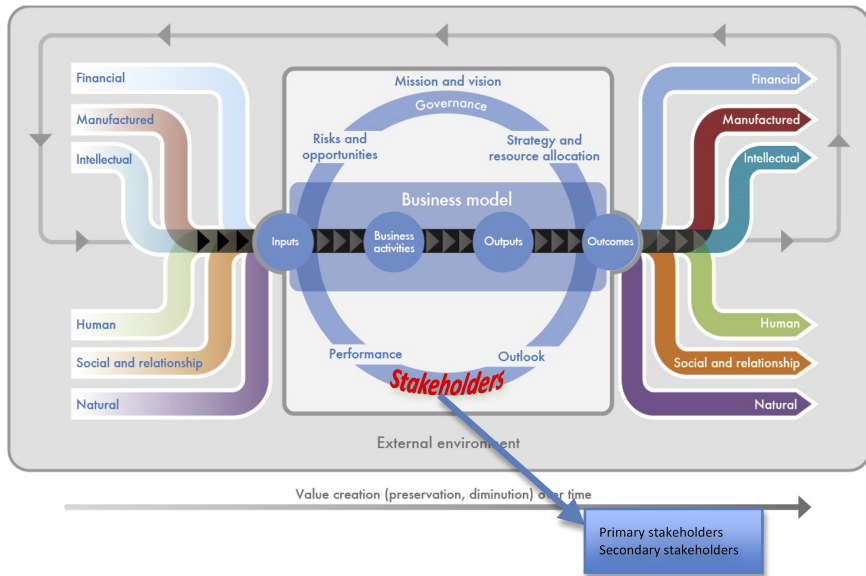 Financial
Manufactured
Intellectual
Human
Social and relationship
Natural
Mission and vision
Governance
Risks and
opportunities
Strategy and
resource allocation
Business model
Inputs
Business
activities
Outputs
Outcomes
Performance
Outlook
Stakeholders
Financial
Manufactured
Intellectual
Human
Social and relationship
Natural
External environment
Value creation (preservation, diminution) over time
Primary stakeholders
Secondary stakeholders